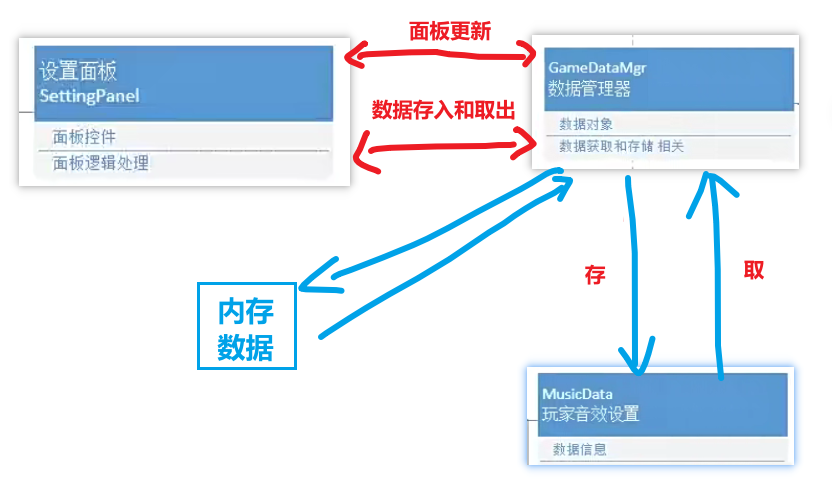 面板更新
设置面板
SettingPanel
面板控件
面板逻辑处理
数据存入和取出
GameDataMgr
数据管理器
数据对象
数据获取和存储 相关
内存
数据
存
取
MusicData
玩家音效设置
数据信息